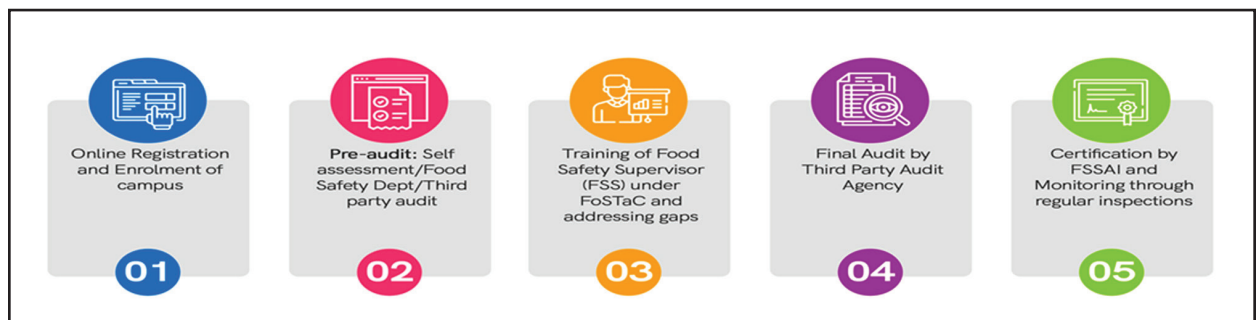 Online Registration
and Enrolment of
campus
01
Pre-audit: Self
assessment/Food
Safety Dept/Third
party audit
02
Training of Food
Safety Supervisor
(FSS) under
FoSTaC and
addressing gaps
03
Final Audit by
Third Party Audit
Agency
04
Certification by
FSSAI and
Monitoring through
regular inspections
05